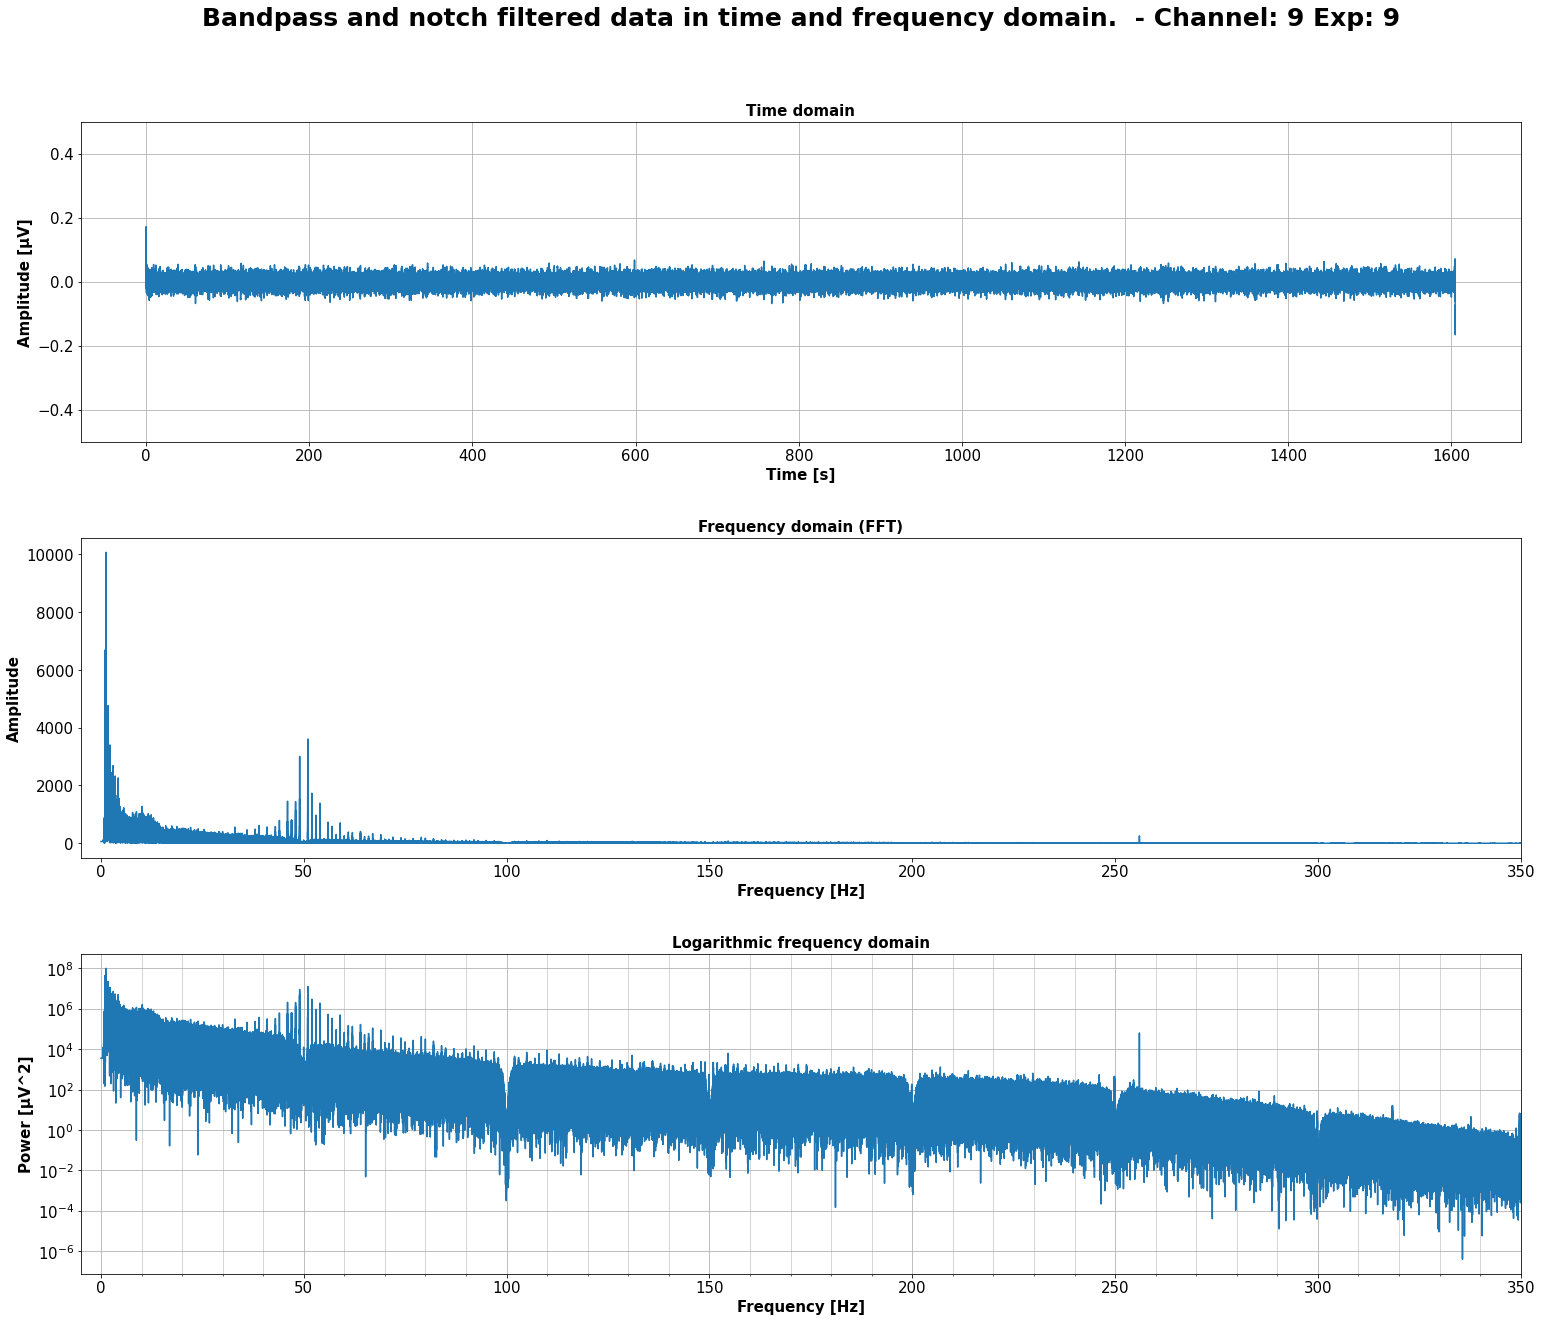 Bandpass and notch filtered data in time and frequency domain.  - Channel: 9 Exp: 9
Time domain
Amplitude [µV]
0.4
0.2
0.0
−0.2
−0.4
0 200 400 600 800 1000 1200 1400 1600
Time [s]
Frequency domain (FFT)
Amplitude
10000
8000
6000
4000
2000
0
0 50 100 150 200 250 300 350
Frequency [Hz]
Logarithmic frequency domain
Power [µV^2]
10^8
10^6
10^4
10^2
10^0
10^−2
10^−4
10^−6
0 50 100 150 200 250 300 350
Frequency [Hz]